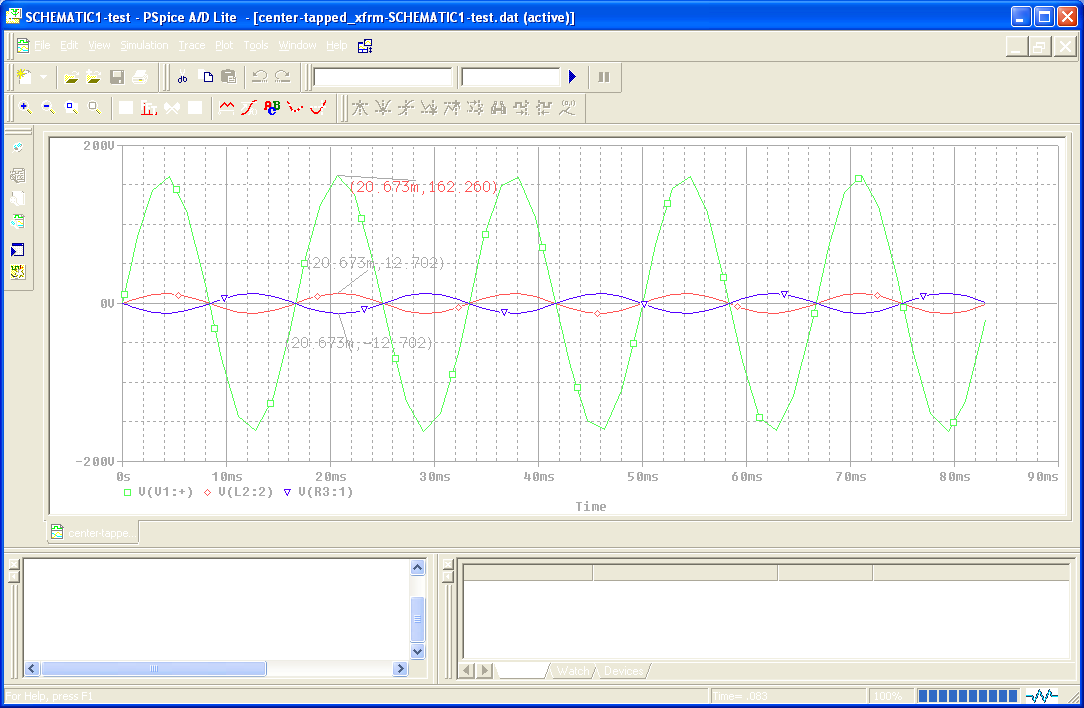 SCHEMATIC1-test - PSpice A/D Lite - [center-tapped_xfrm-SCHEMATIC1-test.dat (active)]
File Edit View Simulation Trace Plot Tools Window Help
200V
(20.673m,162.260)
(20.673m,12.702)
0V
(20.673m,-12.702)
-200V
0s 10ms 20ms 30ms 40ms 50ms 60ms 70ms 80ms 90ms
V(V1:+) V(L2:2) V(R3:1)
Time
center-tappe...
Watch Devices
For Help, press F1 Time= .083 100%